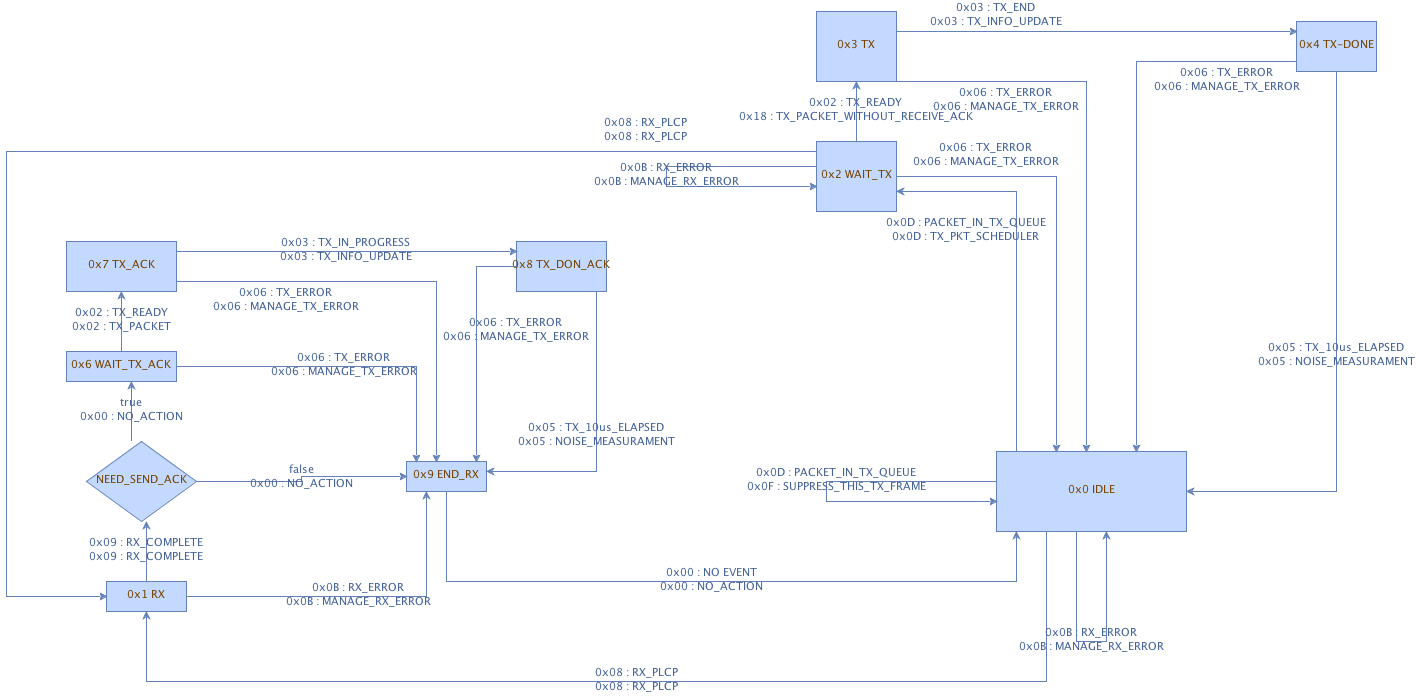 0x03 : TX_END
0x03 : TX_INFO_UPDATE
0x3 TX
0x4 TX-DONE
0x06 : TX_ERROR
0x06 : MANAGE_TX_ERROR
0x06 : TX_ERROR
0x06 : MANAGE_TX_ERROR
0x02 : TX_READY
0x18 : TX_PACKET_WITHOUT_RECEIVE_ACK
0x08 : RX_PLCP
0x08 : RX_PLCP
0x06 : TX_ERROR
0x06 : MANAGE_TX_ERROR
0x0B : RX_ERROR
0x0B : MANAGE_RX_ERROR
0x2 WAIT_TX
0x0D : PACKET_IN_TX_QUEUE
0x0D : TX_PKT_SCHEDULER
0x03 : TX_IN_PROGRESS
0x03 : TX_INFO_UPDATE
0x7 TX_ACK
0x8 TX_DON_ACK
0x06 : TX_ERROR
0x06 : MANAGE_TX_ERROR
0x02 : TX_READY
0x02 : TX_PACKET
0x06 : TX_ERROR
0x06 : MANAGE_TX_ERROR
0x05 : TX_10us_ELAPSED
0x05 : NOISE_MEASURAMENT
0x6 WAIT_TX_ACK
0x06 : TX_ERROR
0x06 : MANAGE_TX_ERROR
true
0x00 : NO_ACTION
0x05 : TX_10us_ELAPSED
0x05 : NOISE_MEASURAMENT
NEED_SEND_ACK
false
0x00 : NO_ACTION
0x9 END_RX
0x0D : PACKET_IN_TX_QUEUE
0x0F : SUPPRESS_THIS_TX_FRAME
0x0 IDLE
0x09 : RX_COMPLETE
0x09 : RX_COMPLETE
0x1 RX
0x0B : RX_ERROR
0x0B : MANAGE_RX_ERROR
0x00 : NO EVENT
0x00 : NO_ACTION
0x0B : RX_ERROR
0x0B : MANAGE_RX_ERROR
0x08 : RX_PLCP
0x08 : RX_PLCP